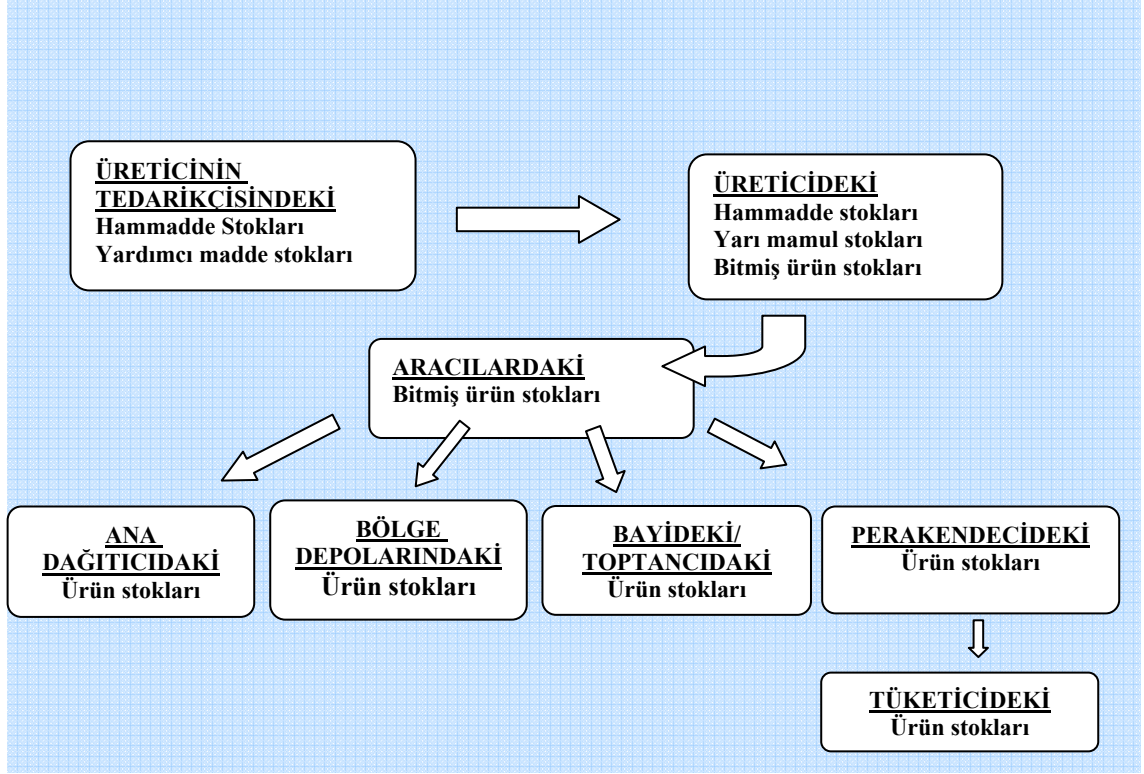 ÜRETİCİNİN
TEDARİKÇİSİNDEKİ
Hammadde Stokları
Yardımcı madde stokları
ÜRETİCİDEKİ
Hammadde stokları
Yarı mamul stokları
Bitmiş ürün stokları
ARACILARDAKİ
Bitmiş ürün stokları
ANA
DAĞITICIDAKİ
Ürün stokları
BÖLGE
DEPOLARINDAKİ
Ürün stokları
BAYİDEKİ/
TOPTANCIDAKİ
Ürün stokları
PERAKENDECİDEKİ
Ürün stokları
TÜKETİCİDEKİ
Ürün stokları